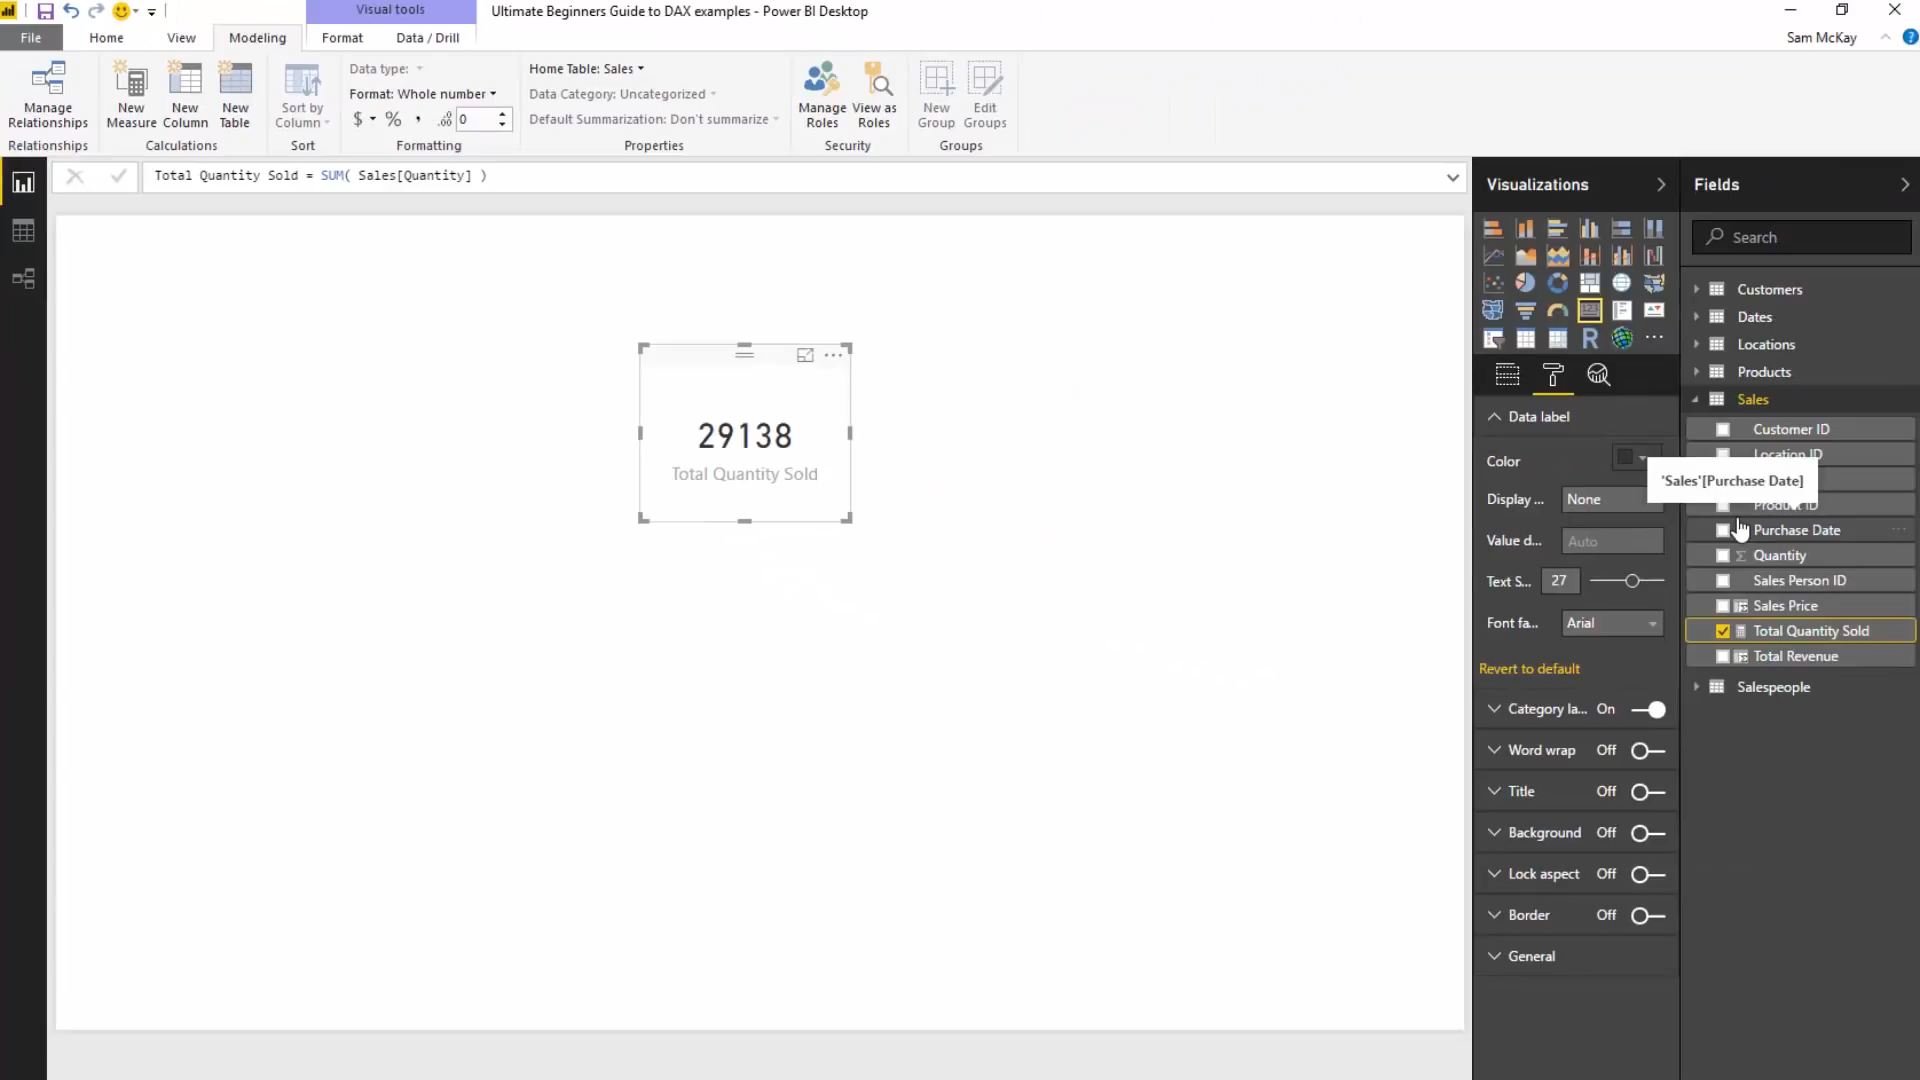 Visual tools
Ultimate Beginners Guide to DAX examples - Power BI Desktop
File
Home
View
Modeling
Format
Data / Drill
Sam McKay
Manage Relationships
Relationships
New Measure
New Column
New Table
Calculations
Sort by Column
Sort
Data type:
Format: Whole number
$ % , .00 0
Formatting
Home Table: Sales
Data Category: Uncategorized
Default Summarization: Don't summarize
Properties
Manage Roles
View as Roles
Security
New Group
Edit Groups
Groups
Total Quantity Sold = SUM( Sales[Quantity] )
29138
Total Quantity Sold
Visualizations
R
Data label
Color
Display ...
None
Value d...
Auto
Text S...
27
Font fa...
Arial
Revert to default
Category la... On
Word wrap Off
Title Off
Background Off
Lock aspect Off
Border Off
General
Fields
Search
Customers
Dates
Locations
Products
Sales
Customer ID
Location ID
'Sales'[Purchase Date]
Product ID
Purchase Date
Quantity
Sales Person ID
Sales Price
Total Quantity Sold
Total Revenue
Salespeople